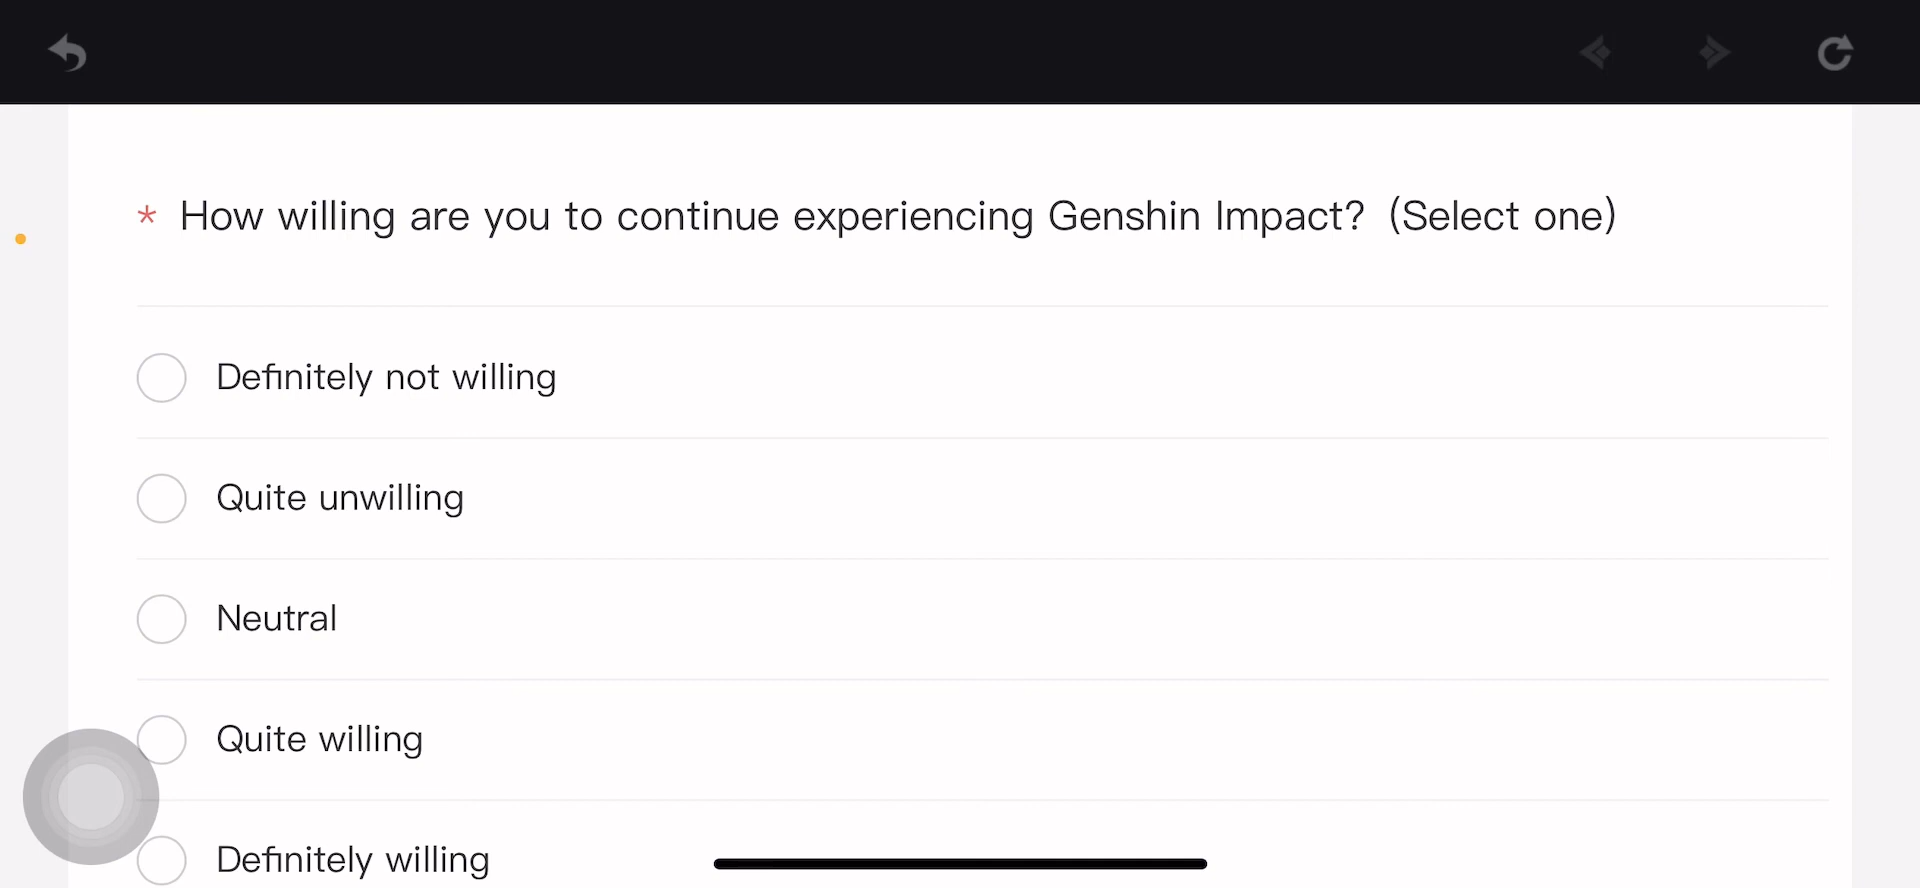 * How willing are you to continue experiencing Genshin Impact? (Select one)
Definitely not willing
Quite unwilling
Neutral
Quite willing
Definitely willing